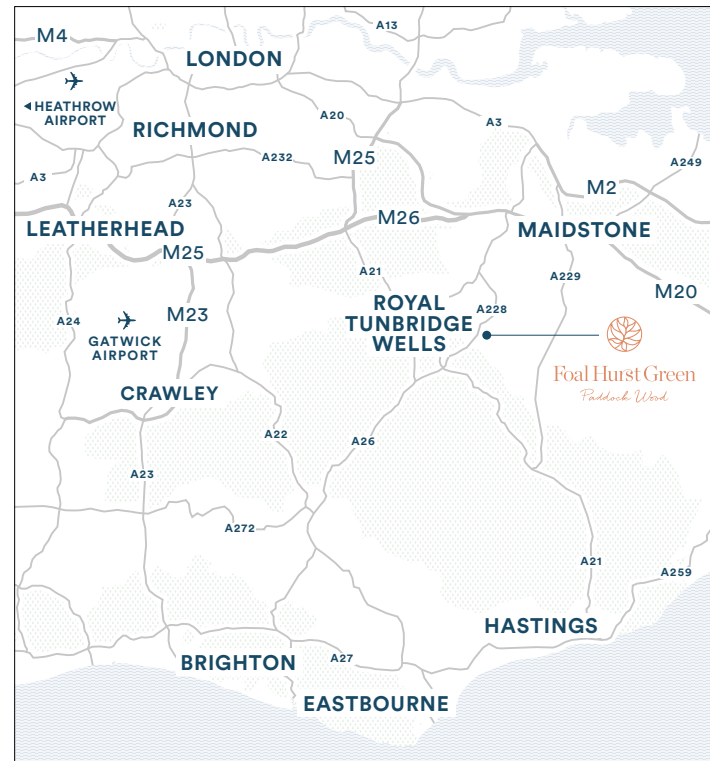 A13
M4
LONDON
HEATHROW
AIRPORT
A20
A3
RICHMOND
A232
M25
A249
A3
M2
A23
M26
LEATHERHEAD
MAIDSTONE
M25
A21
A229
M20
ROYAL
TUNBRIDGE
WELLS
A228
A24
M23
GATWICK
AIRPORT
Foal Hurst Green
Paddock Wood
CRAWLEY
A22
A26
A23
A272
A21
A259
HASTINGS
BRIGHTON
A27
EASTBOURNE